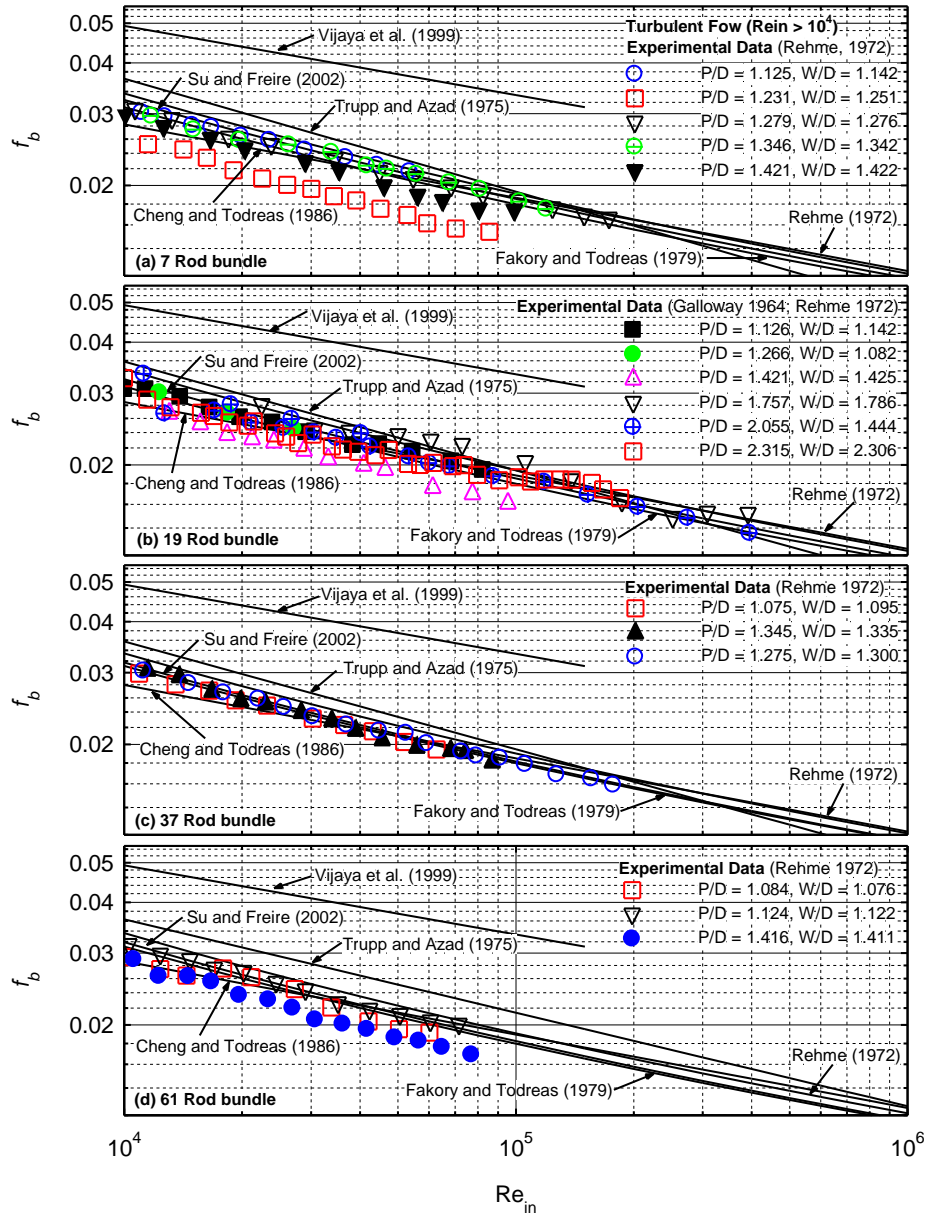 0.05
0.04
0.03
0.02
f_b
Turbulent Fow (Rein > 10^4)
Experimental Data (Rehme, 1972)
P/D = 1.125, W/D = 1.142
P/D = 1.231, W/D = 1.251
P/D = 1.279, W/D = 1.276
P/D = 1.346, W/D = 1.342
P/D = 1.421, W/D = 1.422
Vijaya et al. (1999)
Su and Freire (2002)
Trupp and Azad (1975)
Cheng and Todreas (1986)
Rehme (1972)
Fakory and Todreas (1979)
(a) 7 Rod bundle
0.05
0.04
0.03
0.02
f_b
Experimental Data (Galloway 1964; Rehme 1972)
P/D = 1.126, W/D = 1.142
P/D = 1.266, W/D = 1.082
P/D = 1.421, W/D = 1.425
P/D = 1.757, W/D = 1.786
P/D = 2.055, W/D = 1.444
P/D = 2.315, W/D = 2.306
Vijaya et al. (1999)
Su and Freire (2002)
Trupp and Azad (1975)
Cheng and Todreas (1986)
Rehme (1972)
Fakory and Todreas (1979)
(b) 19 Rod bundle
0.05
0.04
0.03
0.02
f_b
Experimental Data (Rehme 1972)
P/D = 1.075, W/D = 1.095
P/D = 1.345, W/D = 1.335
P/D = 1.275, W/D = 1.300
Vijaya et al. (1999)
Su and Freire (2002)
Trupp and Azad (1975)
Cheng and Todreas (1986)
Rehme (1972)
Fakory and Todreas (1979)
(c) 37 Rod bundle
0.05
0.04
0.03
0.02
f_b
Experimental Data (Rehme 1972)
P/D = 1.084, W/D = 1.076
P/D = 1.124, W/D = 1.122
P/D = 1.416, W/D = 1.411
Vijaya et al. (1999)
Su and Freire (2002)
Trupp and Azad (1975)
Cheng and Todreas (1986)
Rehme (1972)
Fakory and Todreas (1979)
(d) 61 Rod bundle
10^4
10^5
10^6
Re_in